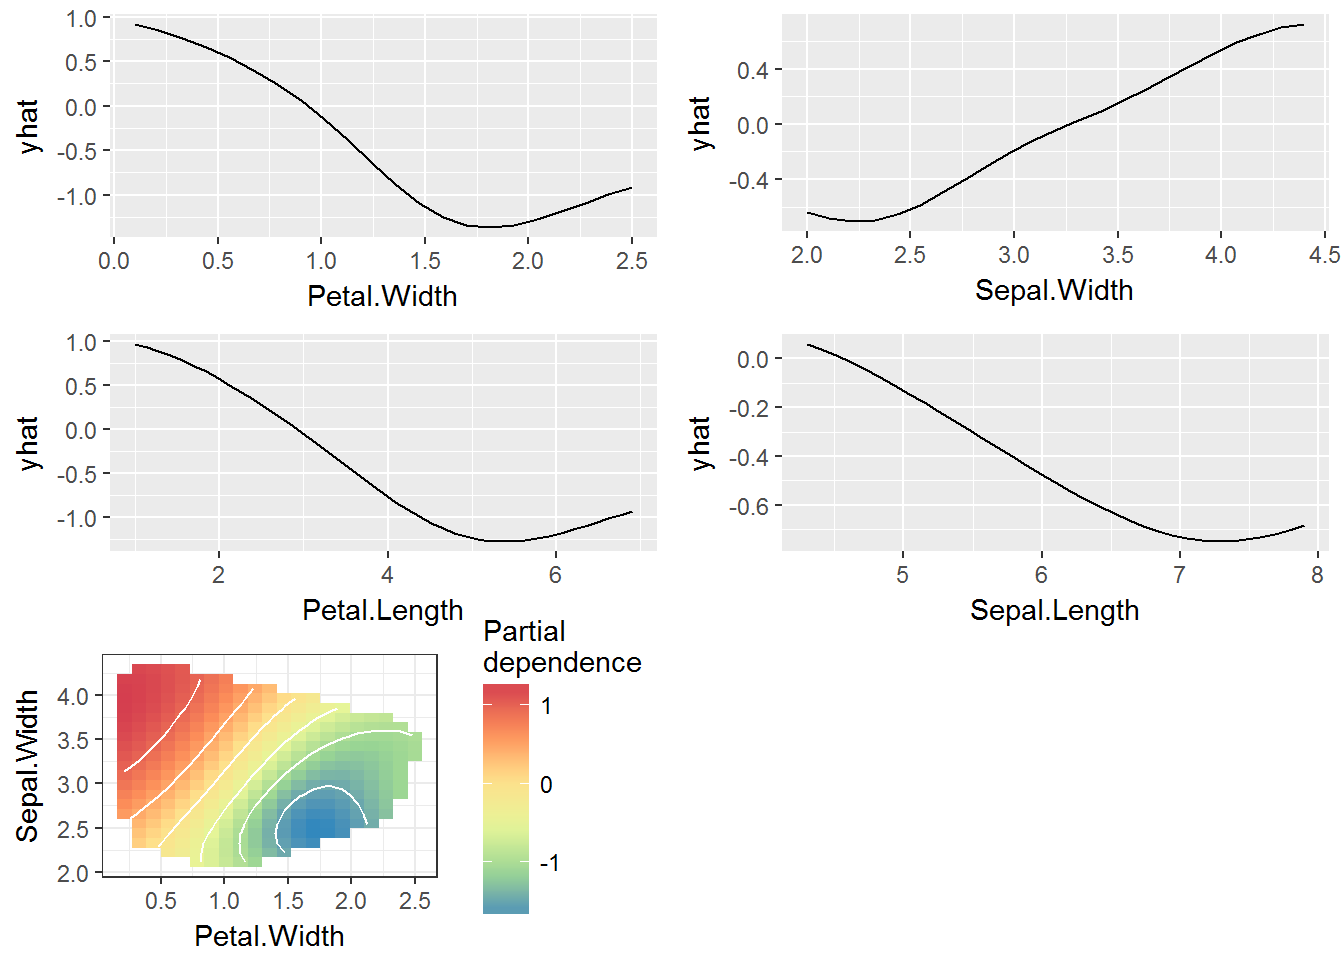 1.0
0.5
0.0
-0.5
-1.0
yhat
0.0 0.5 1.0 1.5 2.0 2.5
Petal.Width
0.4
0.0
-0.4
yhat
2.0 2.5 3.0 3.5 4.0 4.5
Sepal.Width
1.0
0.5
0.0
-0.5
-1.0
yhat
2 4 6
Petal.Length
0.0
-0.2
-0.4
-0.6
yhat
5 6 7 8
Sepal.Length
4.0
3.5
3.0
2.5
2.0
Sepal.Width
0.5 1.0 1.5 2.0 2.5
Petal.Width
Partial
dependence
1
0
-1